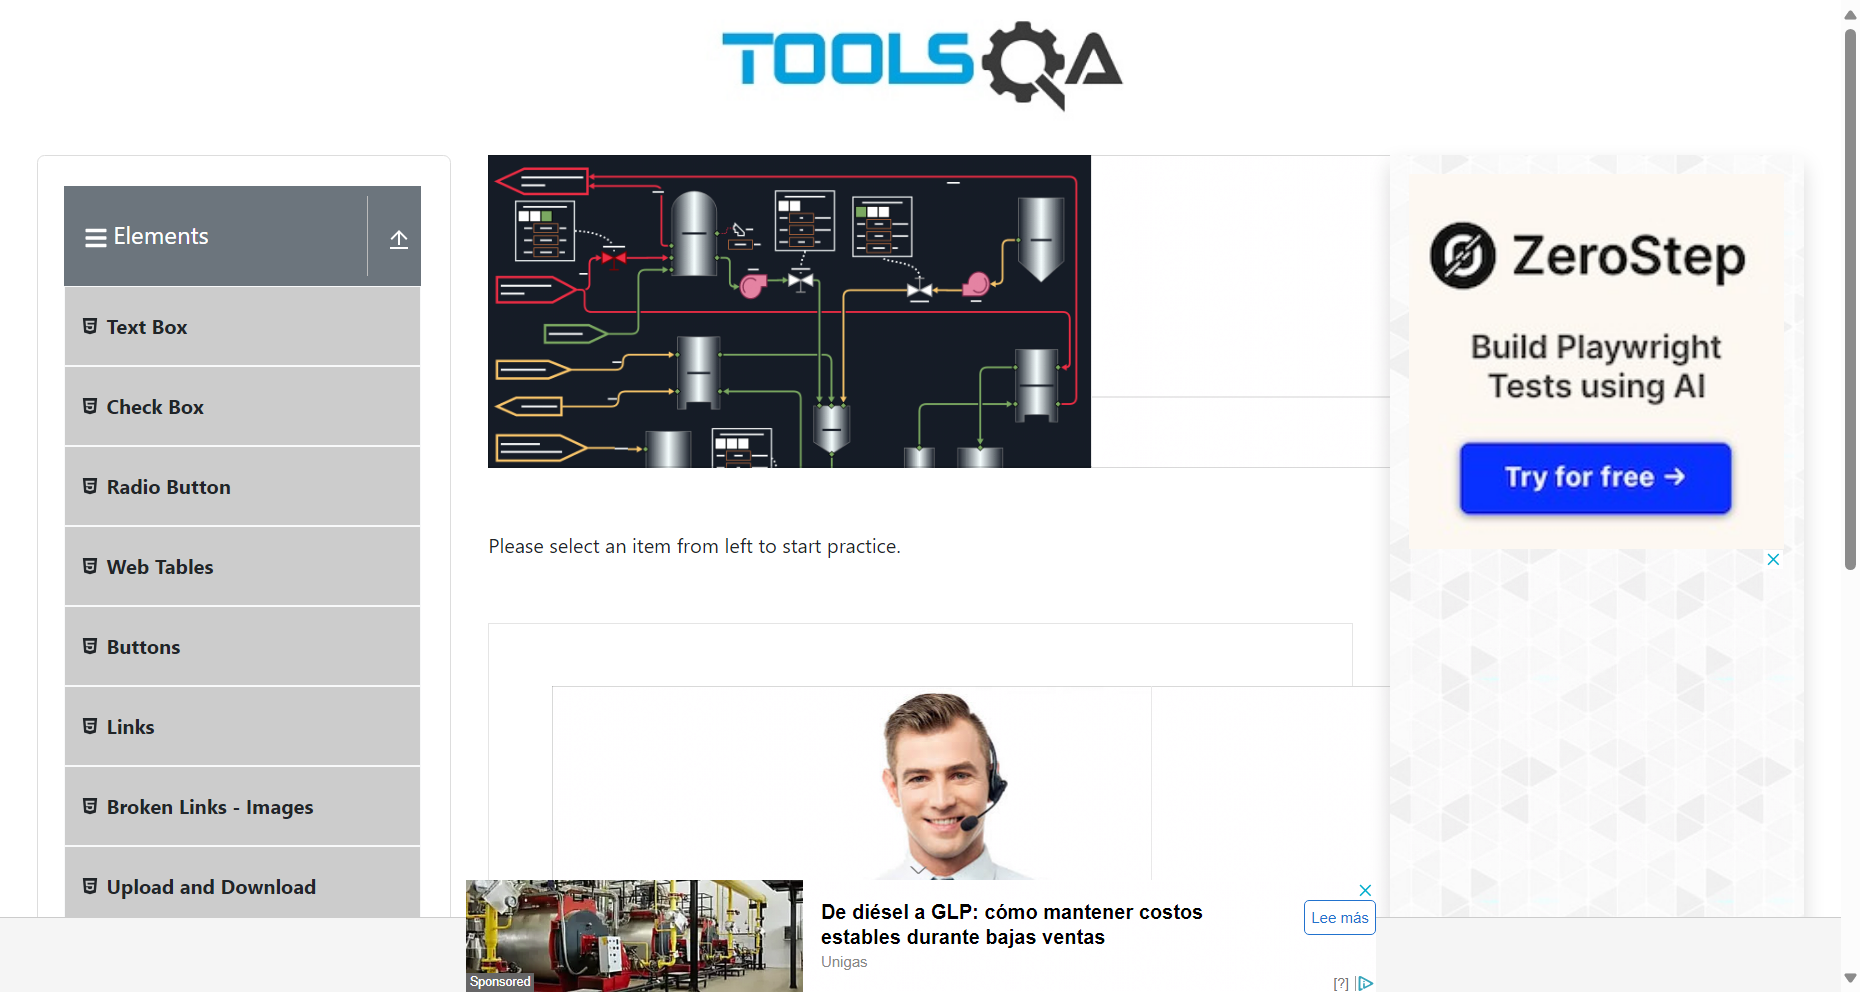 TOOLSQA
Elements
Text Box
Check Box
Radio Button
Web Tables
Buttons
Links
Broken Links - Images
Upload and Download
Please select an item from left to start practice.
ZeroStep
Build Playwright
Tests using AI
Try for free →
De diésel a GLP: cómo mantener costos
estables durante bajas ventas
Unigas
Lee más
Sponsored
[?]